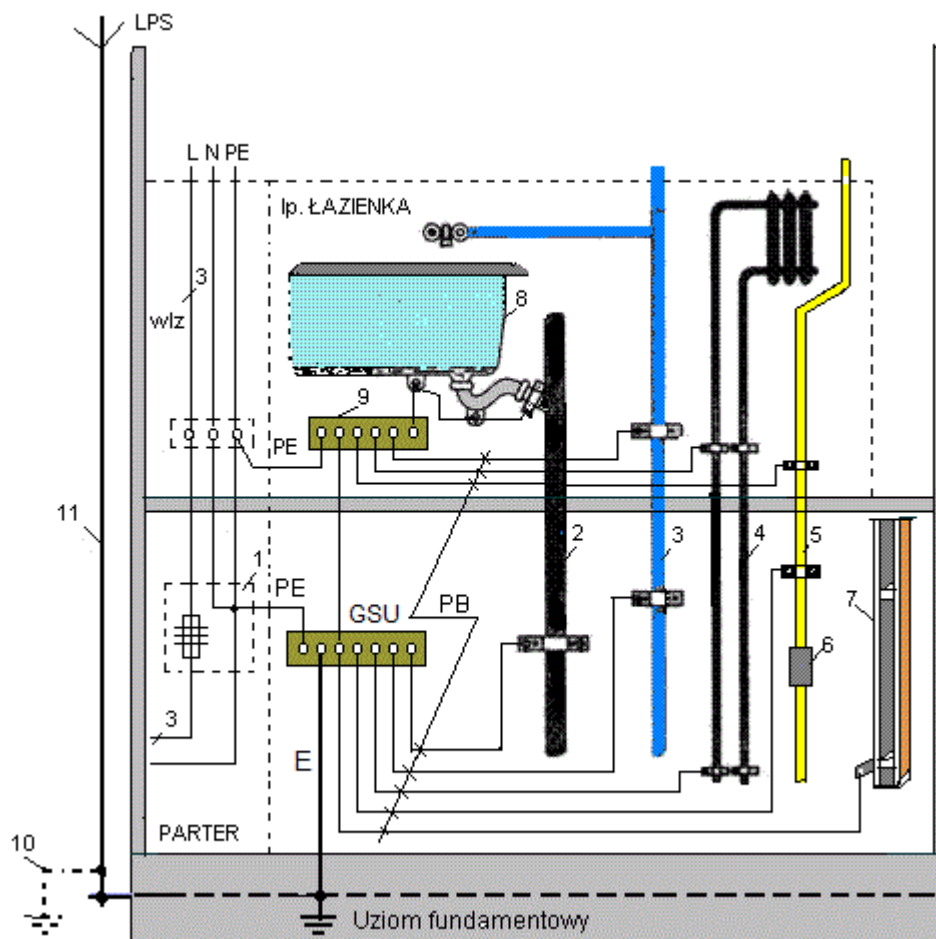 LPS
L N PE
Ip. ŁAZIENKA
3
wlz
8
9
PE
11
1
2
3
4
5
PE
GSU
PB
7
6
3
E
PARTER
10
Uziom fundamentowy